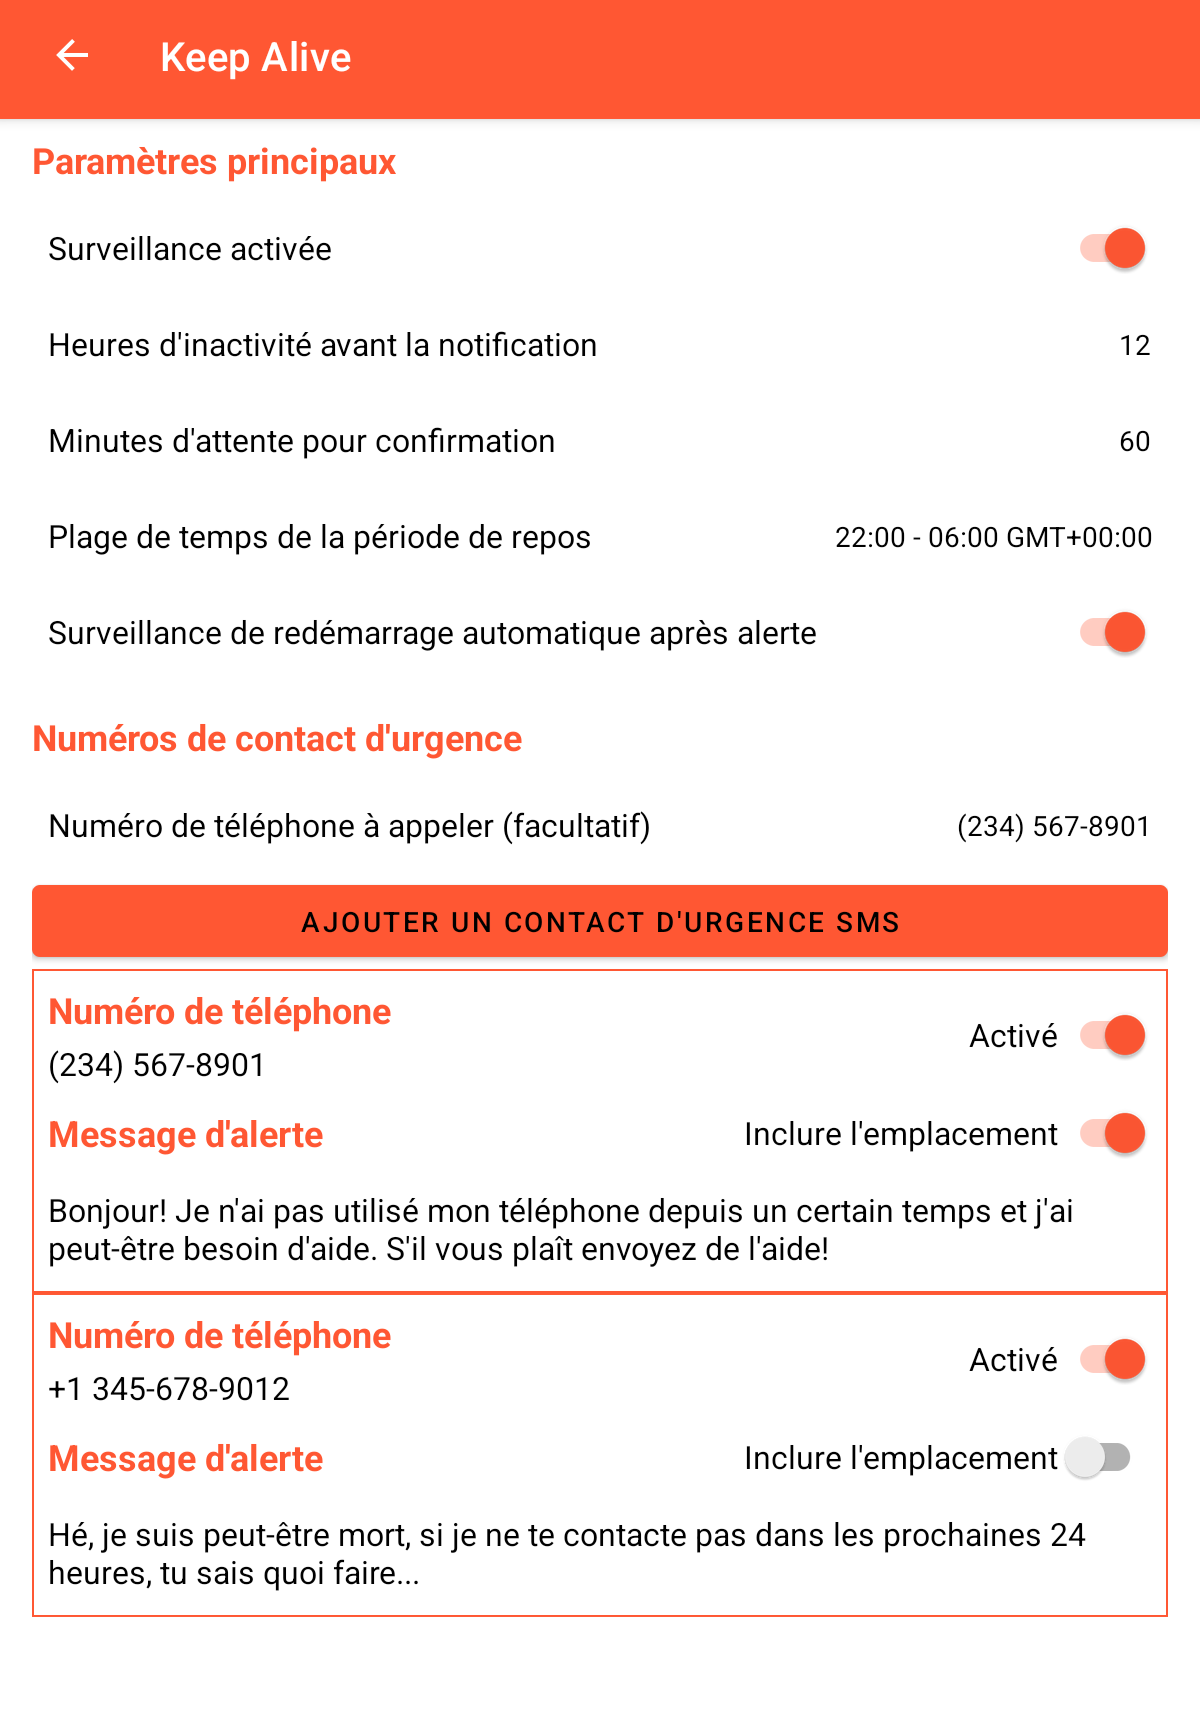 Keep Alive
Paramètres principaux
Surveillance activée
Heures d'inactivité avant la notification 12
Minutes d'attente pour confirmation 60
Plage de temps de la période de repos 22:00 - 06:00 GMT+00:00
Surveillance de redémarrage automatique après alerte
Numéros de contact d'urgence
Numéro de téléphone à appeler (facultatif) (234) 567-8901
AJOUTER UN CONTACT D'URGENCE SMS
Numéro de téléphone
(234) 567-8901
Activé
Message d'alerte
Inclure l'emplacement
Bonjour! Je n'ai pas utilisé mon téléphone depuis un certain temps et j'ai
peut-être besoin d'aide. S'il vous plaît envoyez de l'aide!
Numéro de téléphone
+1 345-678-9012
Activé
Message d'alerte
Inclure l'emplacement
Hé, je suis peut-être mort, si je ne te contacte pas dans les prochaines 24
heures, tu sais quoi faire...